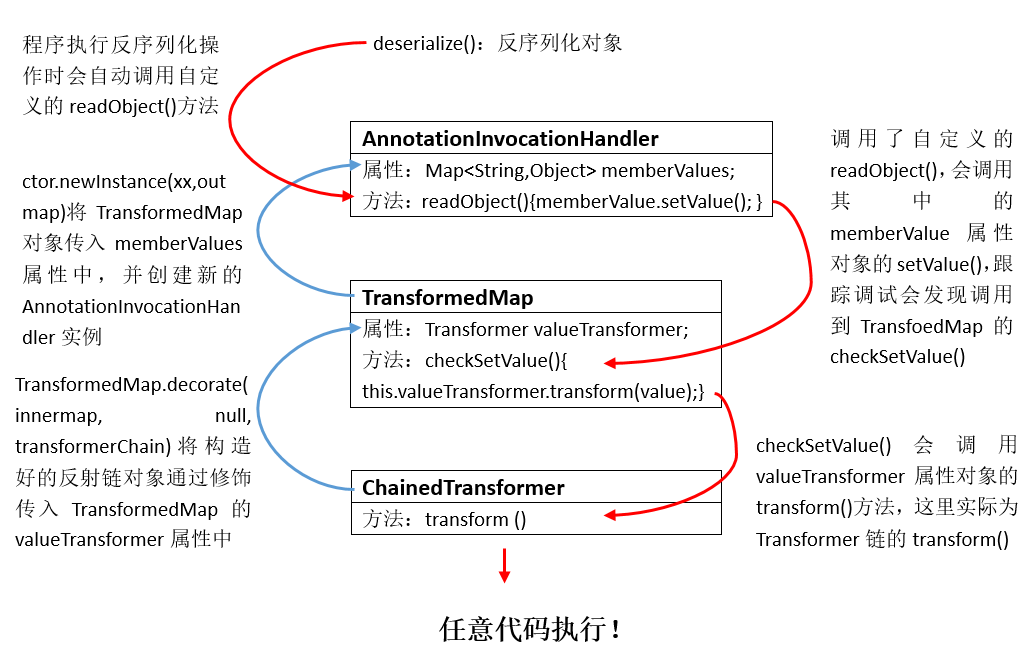 deserialize()：反序列化对象
程序执行反序列化操
作时会自动调用自定
义的 readObject()方法
AnnotationInvocationHandler
属性：Map<String,Object> memberValues;
方法：readObject(){memberValue.setValue(); }
调用了自定义的
readObject()，会调用
其中的
memberValue 属性
对象的 setValue()，跟
踪调试会发现调用
到 TransfoedMap 的
checkSetValue()
ctor.newInstance(xx,out
map)将 TransformedMap
对象传入 memberValues
属性中，并创建新的
AnnotationInvocationHan
dler 实例
TransformedMap
属性：Transformer valueTransformer;
方法：checkSetValue(){
this.valueTransformer.transform(value);}
TransformedMap.decorate(
innermap, null,
transformerChain)将构造
好的反射链对象通过修饰
传入 TransformedMap 的
valueTransformer 属性中
checkSetValue() 会调用
valueTransformer 属性对象的
transform()方法，这里实际为
Transformer 链的 transform()
ChainedTransformer
方法：transform ()
任意代码执行！